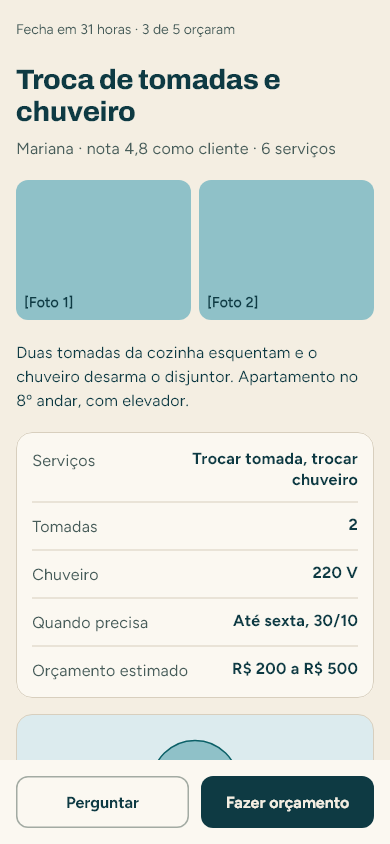 Fecha em 31 horas · 3 de 5 orçaram
Troca de tomadas e
chuveiro
Mariana · nota 4,8 como cliente · 6 serviços
[Foto 1]
[Foto 2]
Duas tomadas da cozinha esquentam e o
chuveiro desarma o disjuntor. Apartamento no
8º andar, com elevador.
Serviços
Trocar tomada, trocar
chuveiro
Tomadas
2
Chuveiro
220 V
Quando precisa
Até sexta, 30/10
Orçamento estimado
R$ 200 a R$ 500
Perguntar
Fazer orçamento